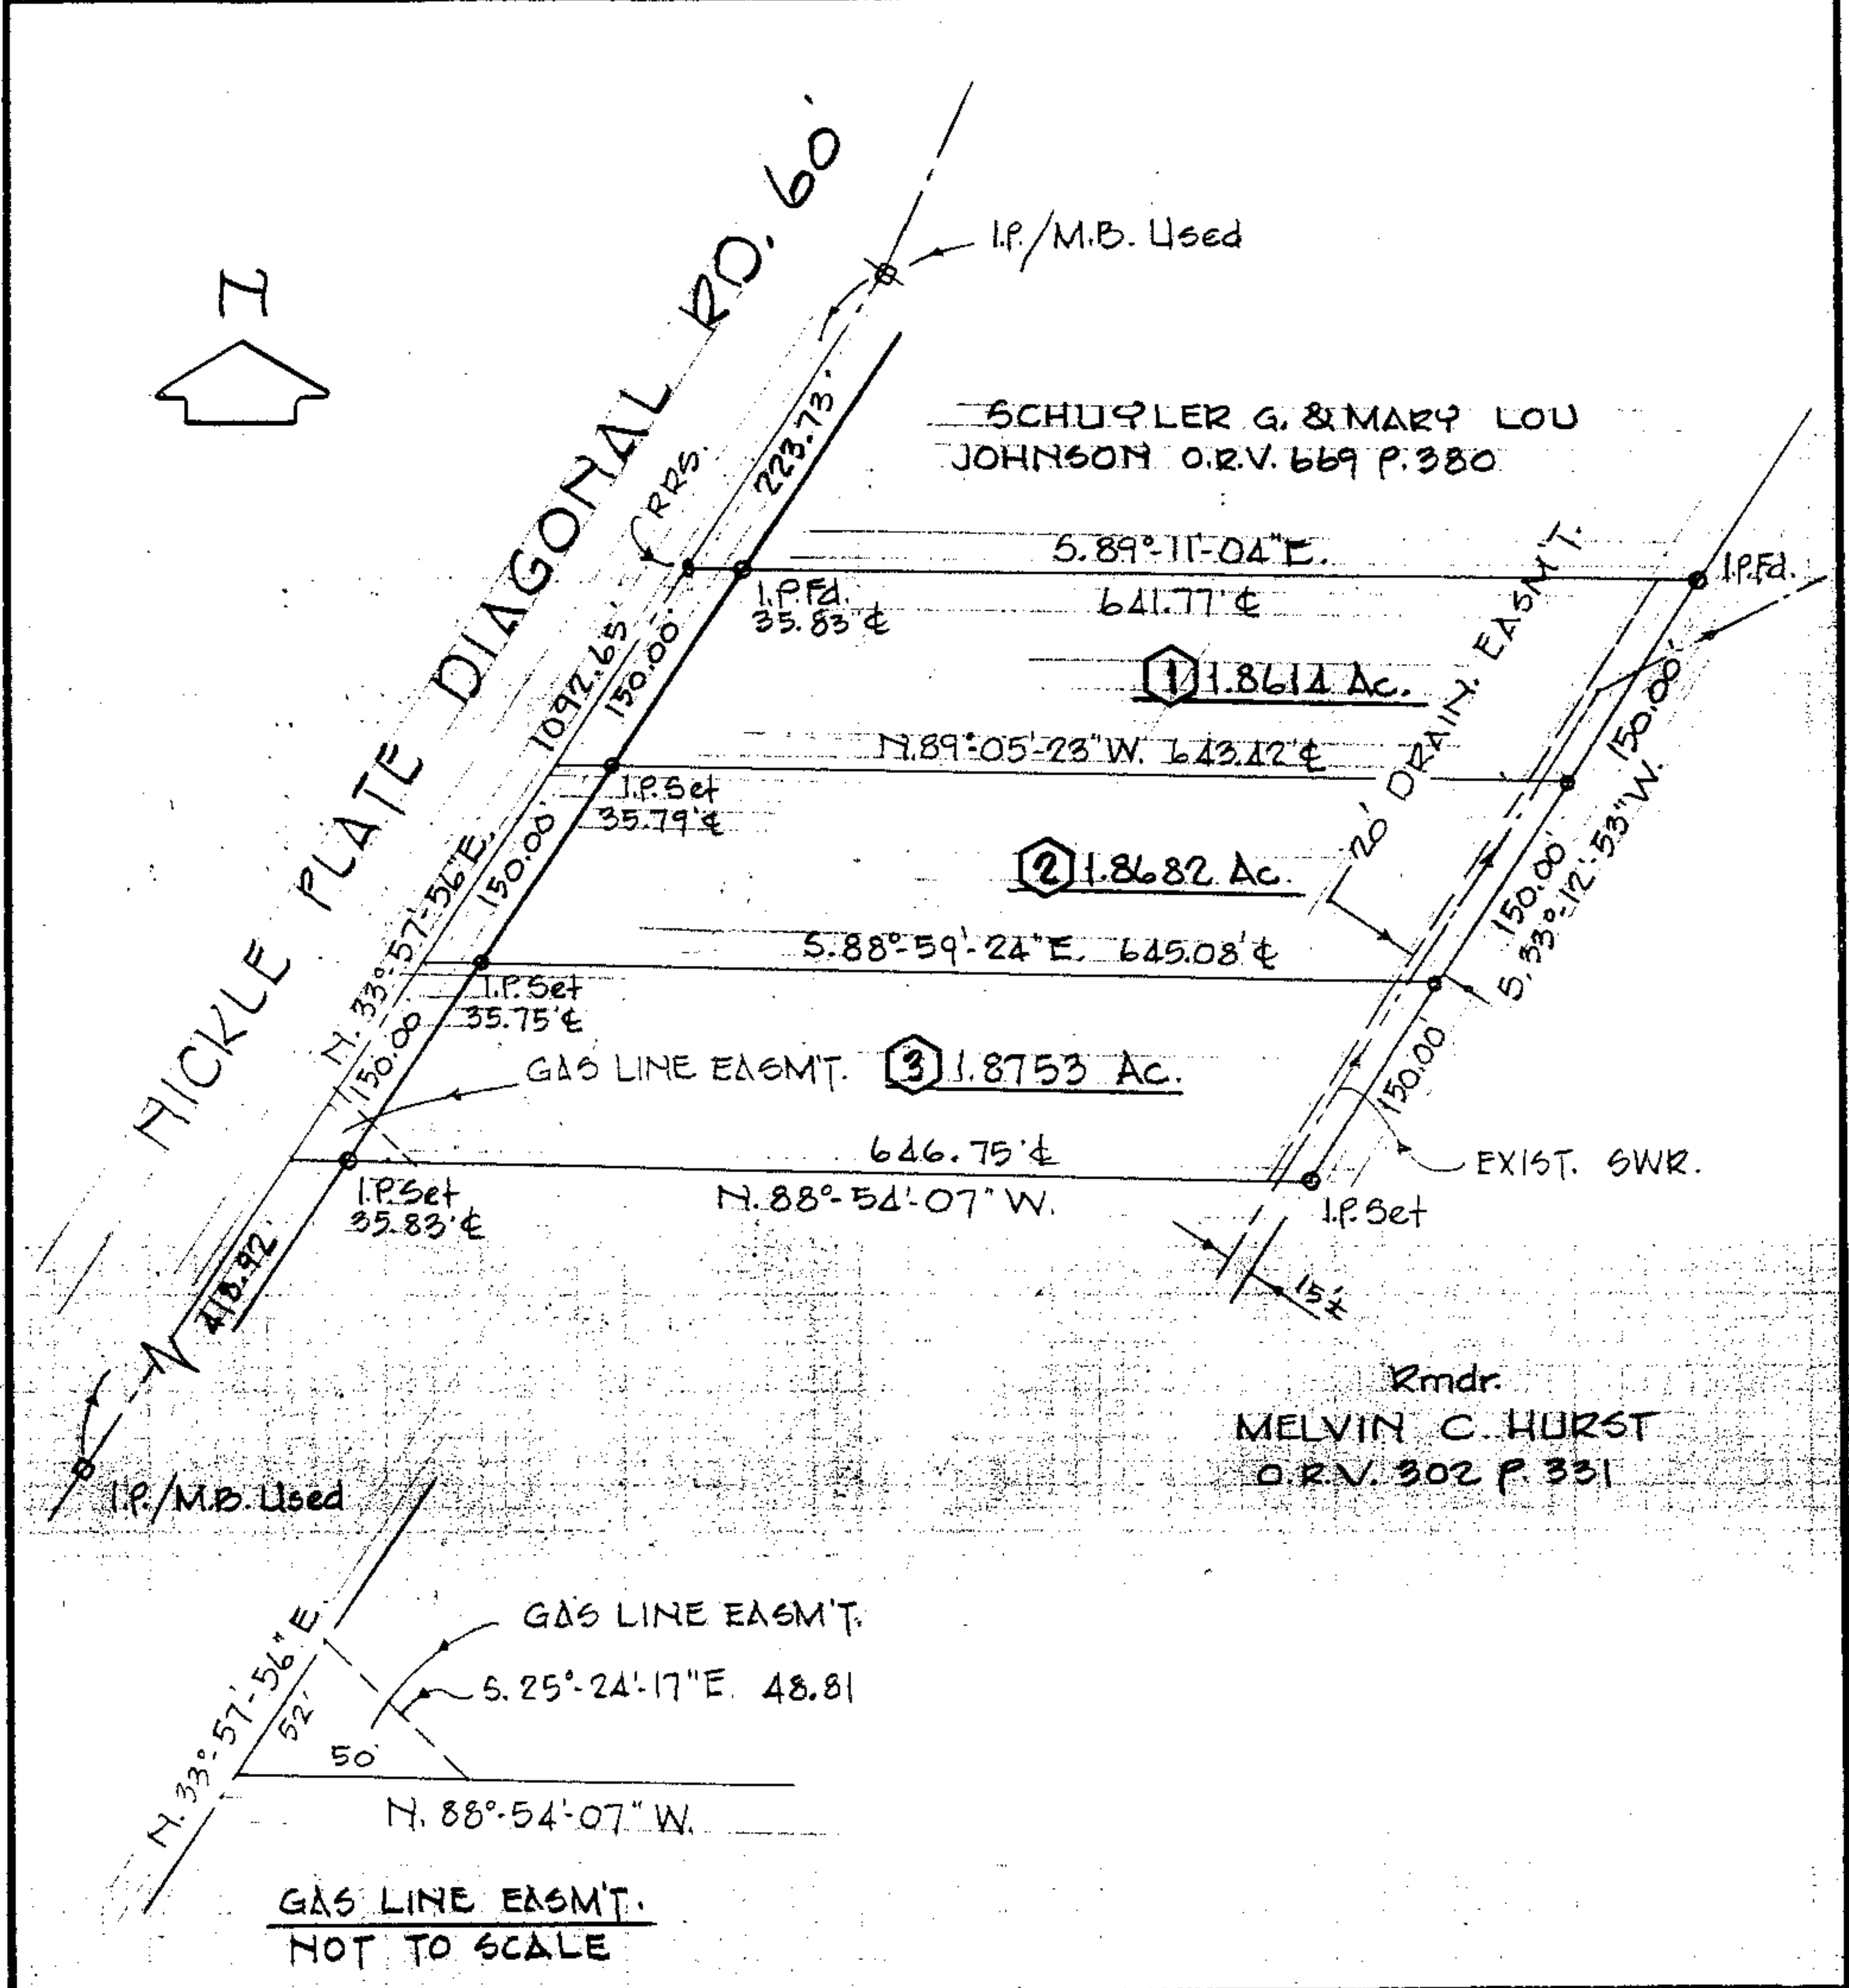 N
NICKLE PLATE DIAGONAL RD. 60'
I.P./M.B. Used
223.73'
RRS.
SCHUYLER G. & MARY LOU
JOHNSON O.R.V. 669 P. 380
S. 89°-11'-04" E.
641.77' ℄
I.P. Fd.
35.83' ℄
I.P. Fd.
1092.65'
150.00'
1 1.8614 Ac.
20' DRAIN. EASM'T.
150.00'
N. 89°-05'-23" W. 643.42' ℄
I.P. Set
35.79' ℄
N. 33°-57'-56" E.
150.00'
2 1.8682 Ac.
150.00'
S. 33°-12'-53" W.
S. 88°-59'-24" E. 645.08' ℄
I.P. Set
35.75' ℄
150.00'
GAS LINE EASM'T.
3 1.8753 Ac.
150.00'
646.75' ℄
N. 88°-54'-07" W.
EXIST. SWR.
I.P. Set
35.83' ℄
I.P. Set
418.92'
15'±
Rmdr.
MELVIN C. HURST
O.R.V. 302 P. 331
I.P./M.B. Used
GAS LINE EASM'T.
S. 25°-24'-17" E. 48.81
N. 33°-57'-56" E.
52'
50'
N. 88°-54'-07" W.
GAS LINE EASM'T.
NOT TO SCALE